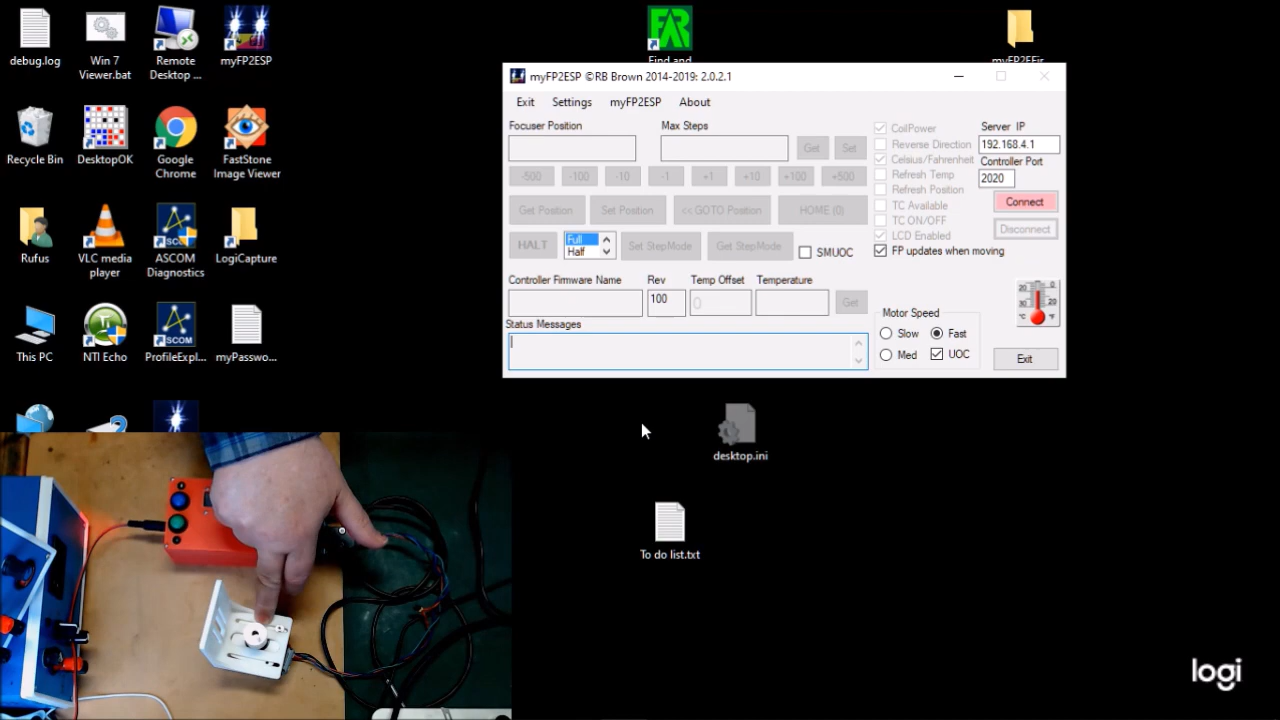 debug.log
Win 7
Viewer.bat
Remote
Desktop ...
myFP2ESP
Find and
Recycle Bin
DesktopOK
Google
Chrome
FastStone
Image Viewer
Rufus
VLC media
player
ASCOM
Diagnostics
LogiCapture
This PC
NTI Echo
ProfileExpl...
myPasswo...
myFP2ESP ©RB Brown 2014-2019: 2.0.2.1
Exit Settings myFP2ESP About
Focuser Position Max Steps
Get Set
-500 -100 -10 -1 +1 +10 +100 +500
Get Position Set Position << GOTO Position HOME (0)
HALT Full
Half Set StepMode Get StepMode SMUOC
Controller Firmware Name Rev Temp Offset Temperature
100 0 Get
Status Messages
CoilPower
Reverse Direction
Celsius/Fahrenheit
Refresh Temp
Refresh Position
TC Available
TC ON/OFF
LCD Enabled
FP updates when moving
Server IP
192.168.4.1
Controller Port
2020
Connect
Disconnect
Motor Speed
Slow Fast
Med UOC
Exit
desktop.ini
To do list.txt
logi